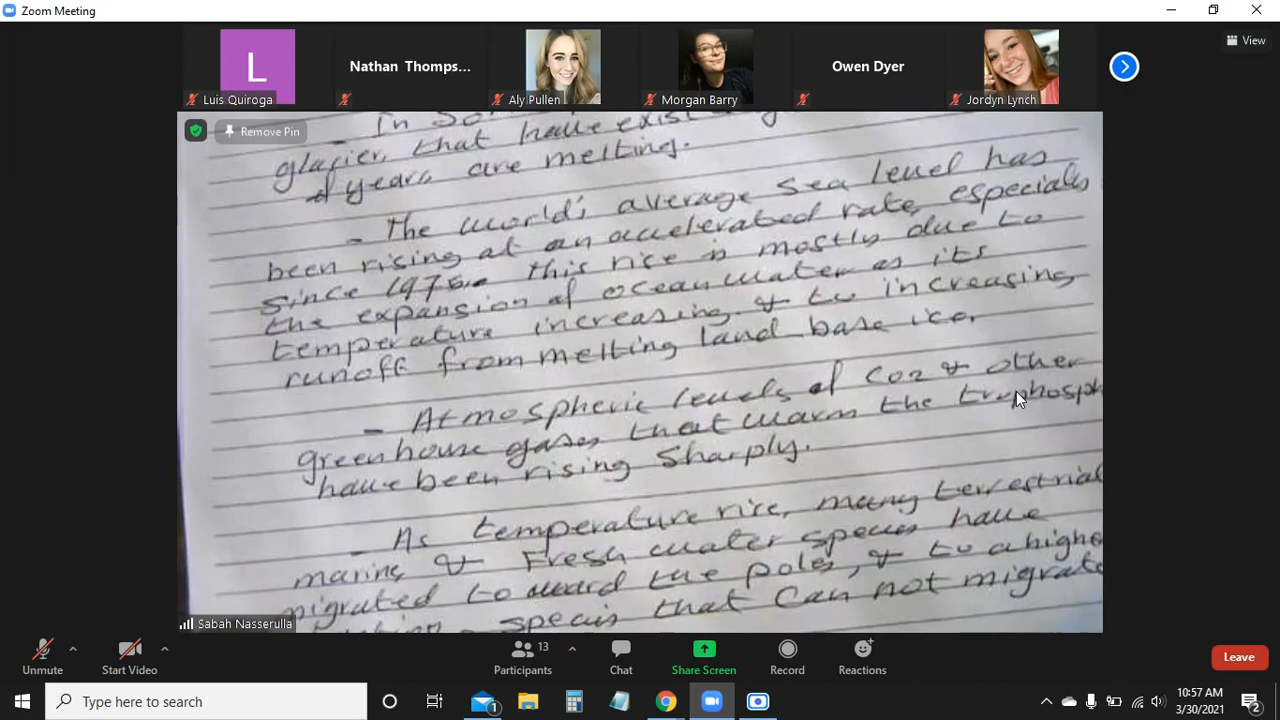 Zoom Meeting
View
L
Luis Quiroga
Nathan Thomps...
Aly Pullen
Morgan Barry
Owen Dyer
Jordyn Lynch
Remove Pin
- In
glacier, that have exist
of years, are melting.
- The world's average sea level has
been rising at an accelerated rate, especially
since 1975. This rise is mostly due to
the expansion of ocean water as its
temperature increasing & to increasing
runoff from melting land base ice.
- Atmospheric levels of CO2 & other
greenhouse gases that warm the
have been rising sharply.
- As temperature rise, many terrestrial
marine & Fresh water species have
migrated toward the poles, & to a highe
species that can not migrate
Sabah Nasserulla
Unmute
Start Video
13
Participants
Chat
Share Screen
Record
Reactions
Leave
Type here to search
1
10:57 AM
3/30/2021
2